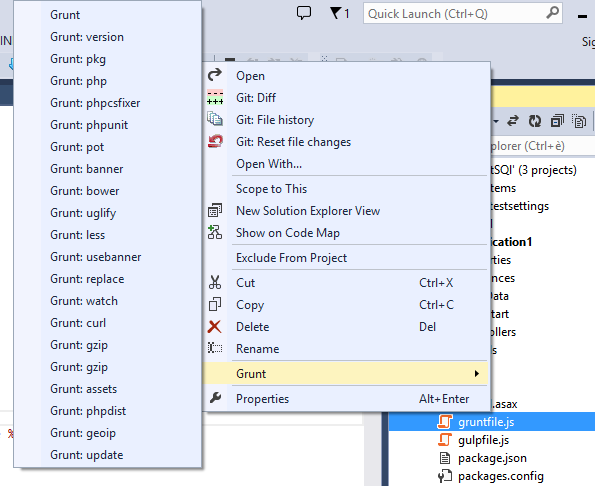 Grunt
Grunt: version
Grunt: pkg
Grunt: php
Grunt: phpcsfixer
Grunt: phpunit
Grunt: pot
Grunt: banner
Grunt: bower
Grunt: uglify
Grunt: less
Grunt: usebanner
Grunt: replace
Grunt: watch
Grunt: curl
Grunt: gzip
Grunt: gzip
Grunt: assets
Grunt: phpdist
Grunt: geoip
Grunt: update
IN
%
1
Quick Launch (Ctrl+Q)
Sig
Open
Git: Diff
Git: File history
Git: Reset file changes
Open With...
Scope to This
New Solution Explorer View
Show on Code Map
Exclude From Project
Cut Ctrl+X
Copy Ctrl+C
Delete Del
Rename
Grunt
Properties Alt+Enter
xplorer (Ctrl+è)
tSQl' (3 projects)
tems
testsettings
l
ication1
rties
nces
Data
tart
ollers
s
.asax
gruntfile.js
gulpfile.js
package.json
packages.config